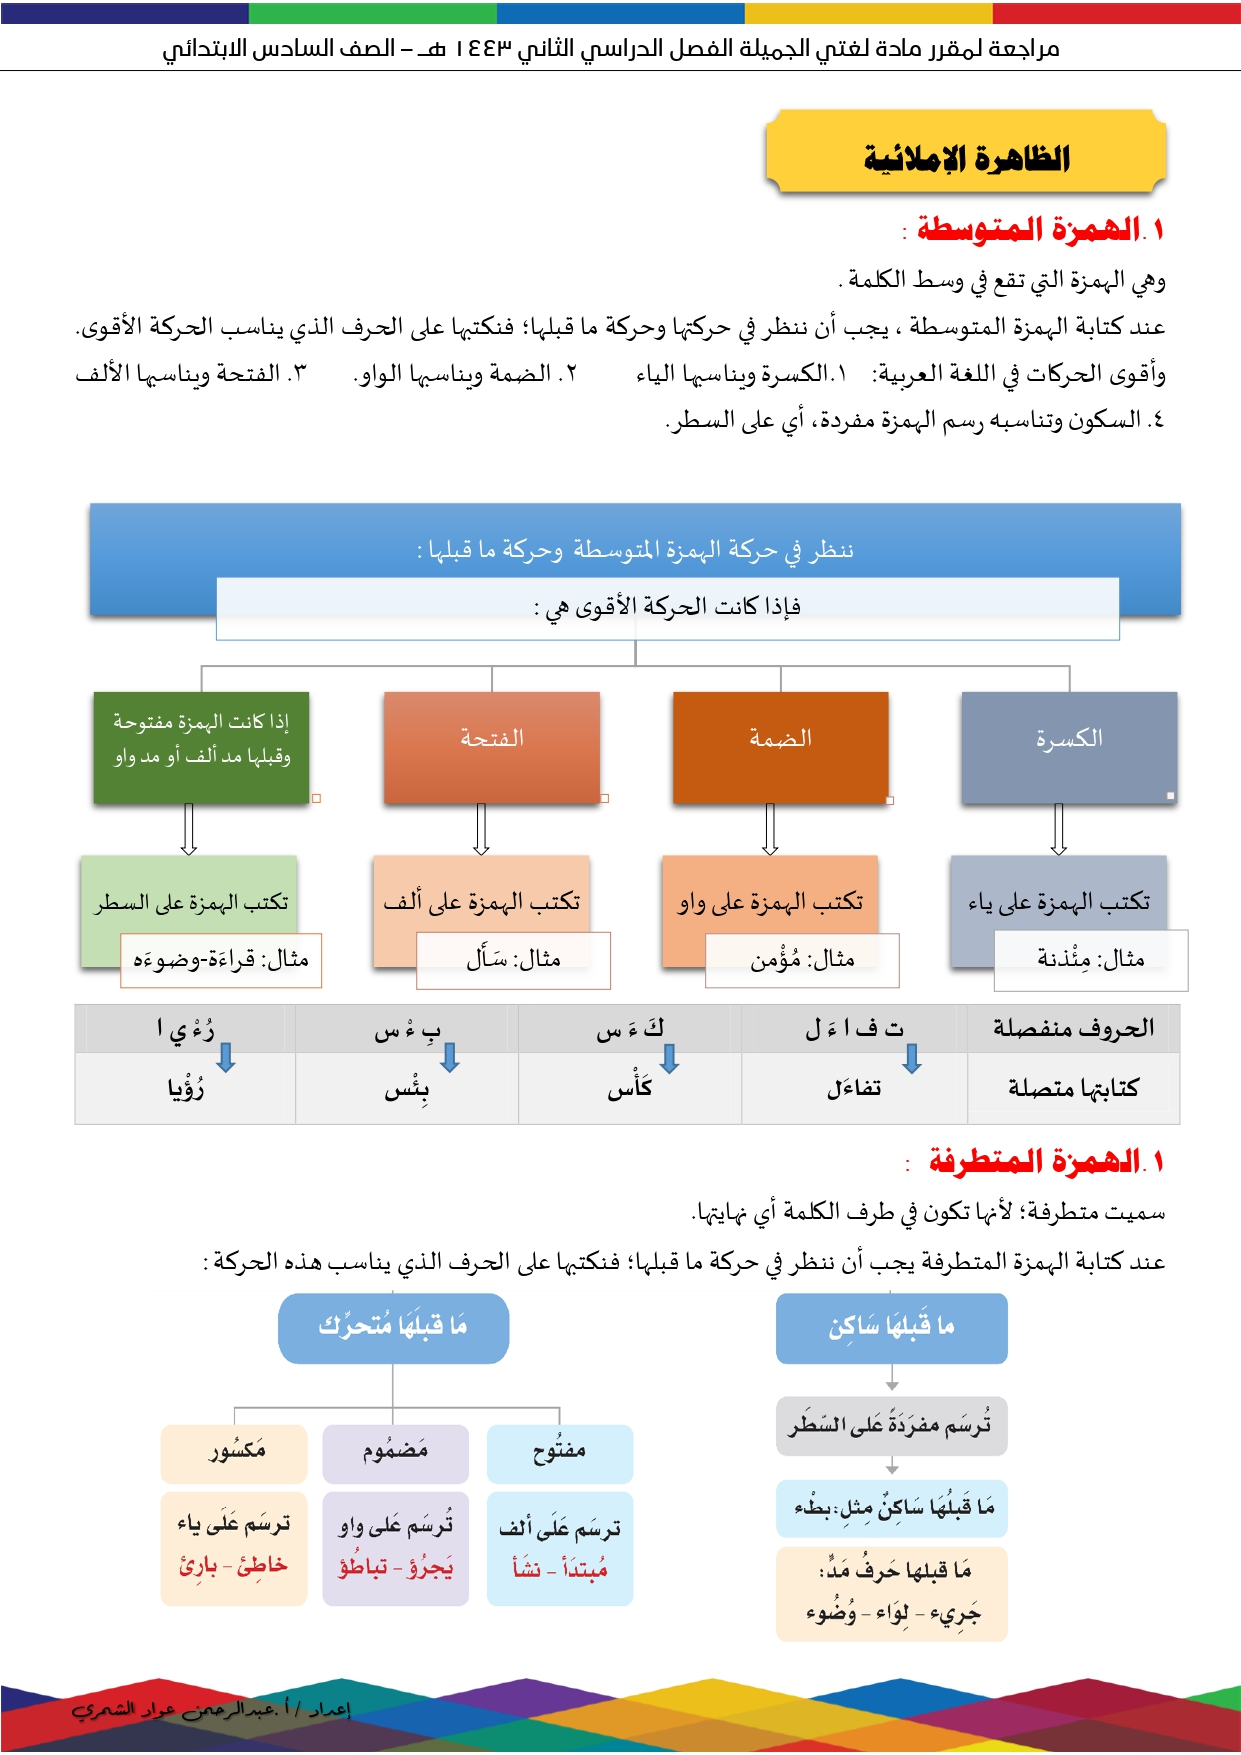 مراجعة لمقرر مادة لغتي الجميلة الفصل الدراسي الثاني ١٤٤٣ هـ – الصف السادس الابتدائي
الظاهرة الإملائية
١.الهمزة المتوسطة :
وهي الهمزة التي تقع في وسط الكلمة .
عند كتابة الهمزة المتوسطة ، يجب أن ننظر في حركتها وحركة ما قبلها؛ فنكتبها على الحرف الذي يناسب الحركة الأقوى.
وأقوى الحركات في اللغة العربية: ١.الكسرة ويناسبها الياء ٢. الضمة ويناسبها الواو. ٣. الفتحة ويناسبها الألف
٤. السكون وتناسبه رسم الهمزة مفردة، أي على السطر.
ننظر في حركة الهمزة المتوسطة وحركة ما قبلها :
فإذا كانت الحركة الأقوى هي :
الكسرة
الضمة
الفتحة
إذا كانت الهمزة مفتوحة
وقبلها مد ألف أو مد واو
تكتب الهمزة على ياء
مثال: مِئْذنة
تكتب الهمزة على واو
مثال: مُؤْمن
تكتب الهمزة على ألف
مثال: سَأَل
تكتب الهمزة على السطر
مثال: قراءَة-وضوءَه
الحروف منفصلة ت ف ا ءَ ل كَ ءَ س بِ ءْ س رُ ءْ ي ا
كتابتها متصلة تفاءَل كَأْس بِئْس رُؤْيا
١.الهمزة المتطرفة :
سميت متطرفة؛ لأنها تكون في طرف الكلمة أي نهايتها.
عند كتابة الهمزة المتطرفة يجب أن ننظر في حركة ما قبلها؛ فنكتبها على الحرف الذي يناسب هذه الحركة :
ما قَبلهَا سَاكِن
تُرسَم مفرَدَةً عَلى السّطَر
مَا قَبلُهَا سَاكنٌ مِثلِ:بطْء
مَا قبلها حَرفُ مَدٍّ:
جَرِيء – لِوَاء – وُضُوء
مَا قبلَهَا مُتحرِّك
مفتُوح
ترسَم عَلَى ألف
مُبتدَأ – نشَأ
مَضمُوم
تُرسَم عَلى واو
يَجرُؤ – تباطُؤ
مَكسُور
ترسَم عَلَى ياء
خاطِئ – بارِئ
إعداد / أ .عبدالرحمن عواد الشمري